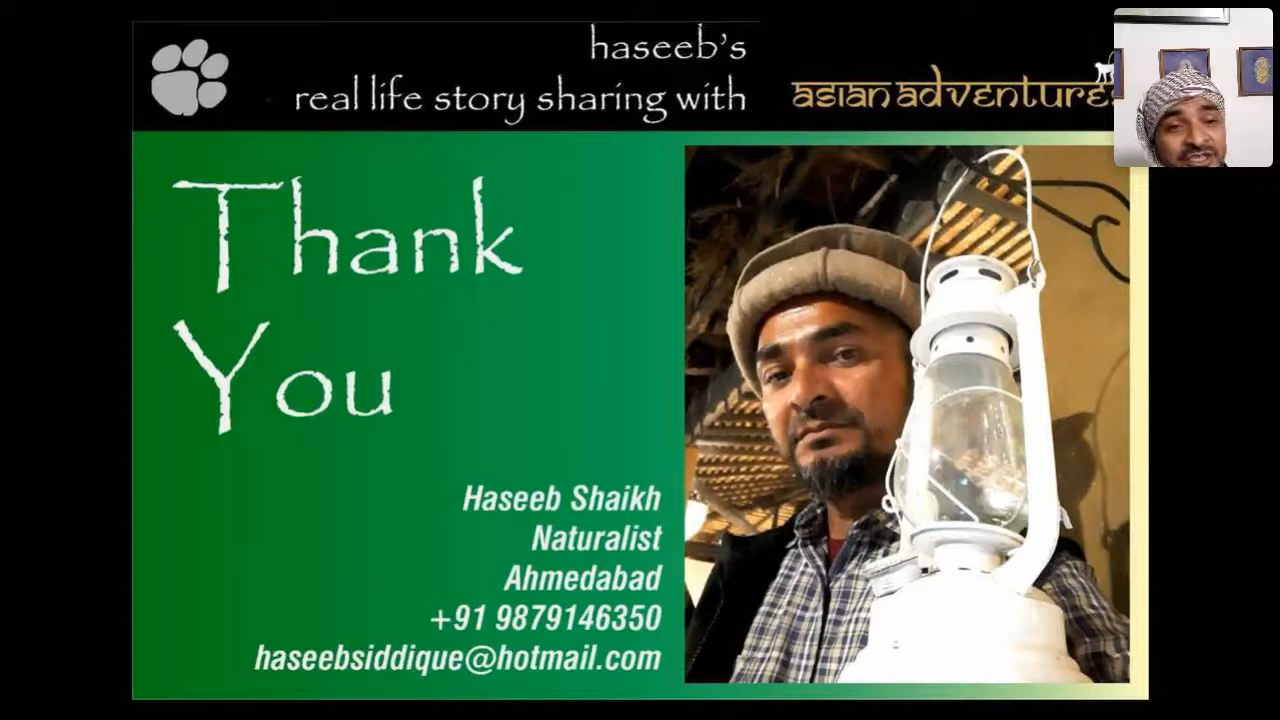 haseeb's
real life story sharing with
asian adventures
Thank
You
Haseeb Shaikh
Naturalist
Ahmedabad
+91 9879146350
haseebsiddique@hotmail.com